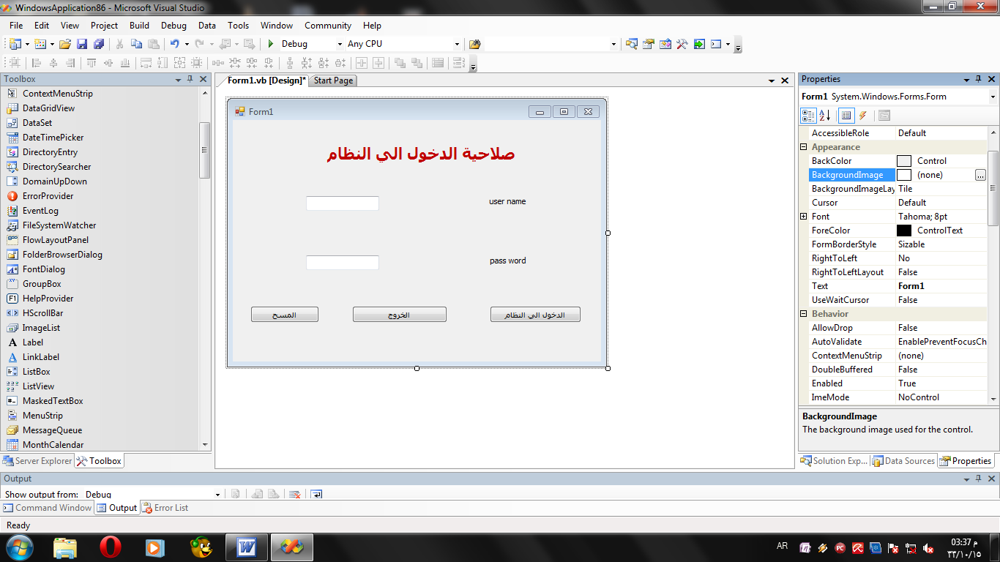 WindowsApplication86 - Microsoft Visual Studio
File Edit View Project Build Debug Data Tools Window Community Help
Debug Any CPU
Toolbox
ContextMenuStrip
DataGridView
DataSet
DateTimePicker
DirectoryEntry
DirectorySearcher
DomainUpDown
ErrorProvider
EventLog
FileSystemWatcher
FlowLayoutPanel
FolderBrowserDialog
FontDialog
GroupBox
HelpProvider
HScrollBar
ImageList
Label
LinkLabel
ListBox
ListView
MaskedTextBox
MenuStrip
MessageQueue
MonthCalendar
Server Explorer Toolbox
Form1.vb [Design]* Start Page
Form1
صلاحية الدخول الي النظام
user name
pass word
الدخول الي النظام
الخروج
المسح
Properties
Form1 System.Windows.Forms.Form
AccessibleRole Default
Appearance
BackColor Control
BackgroundImage (none) ...
BackgroundImageLay Tile
Cursor Default
Font Tahoma; 8pt
ForeColor ControlText
FormBorderStyle Sizable
RightToLeft No
RightToLeftLayout False
Text Form1
UseWaitCursor False
Behavior
AllowDrop False
AutoValidate EnablePreventFocusCh
ContextMenuStrip (none)
DoubleBuffered False
Enabled True
ImeMode NoControl
BackgroundImage
The background image used for the control.
Solution Exp... Data Sources Properties
Output
Show output from: Debug
Command Window Output Error List
Ready
AR
03:37 م
٣٣/١٠/١٥